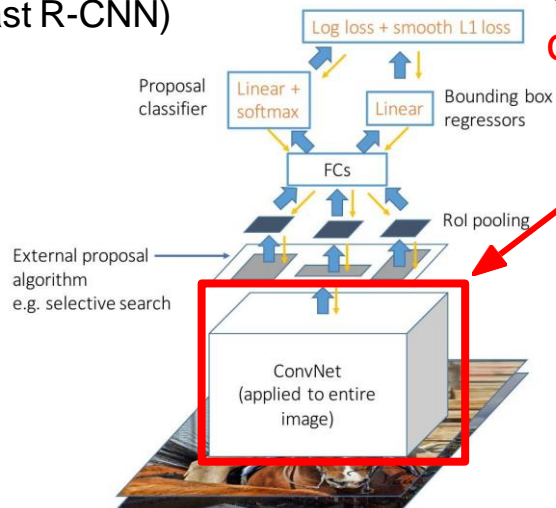 ast R-CNN)
Log loss + smooth L1 loss
Proposal
classifier
Linear +
softmax
Linear
Bounding box
regressors
FCs
RoI pooling
External proposal
algorithm
e.g. selective search
ConvNet
(applied to entire
image)